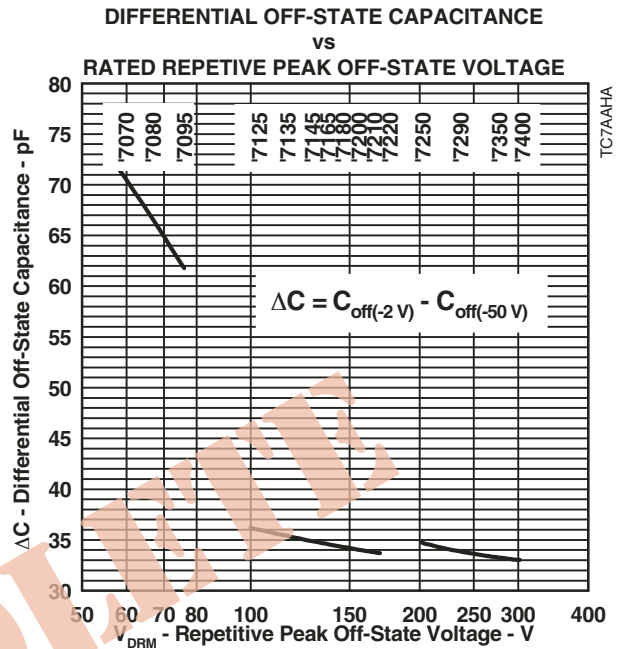 DIFFERENTIAL OFF-STATE CAPACITANCE
vs
RATED REPETIVE PEAK OFF-STATE VOLTAGE
TC7AAHA
ΔC - Differential Off-State Capacitance - pF
80
75
70
65
60
55
50
45
40
35
30
'7070
'7080
'7095
'7125
'7135
'7145
'7165
'7180
'7200
'7210
'7220
'7250
'7290
'7350
'7400
ΔC = Coff(-2 V) - Coff(-50 V)
50 60 70 80 100 150 200 250 300 400
VDRM - Repetitive Peak Off-State Voltage - V
PLETE